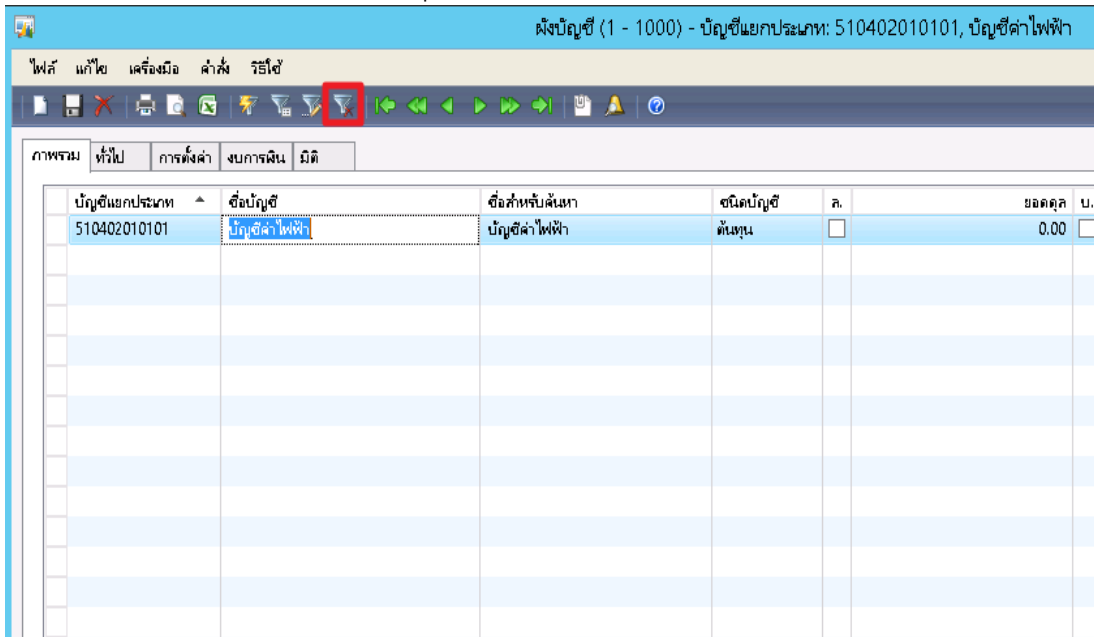 ผังบัญชี (1 - 1000) - บัญชีแยกประเภท: 510402010101, บัญชีค่าไฟฟ้า
ไฟล์ แก้ไข เครื่องมือ คำสั่ง วิธีใช้
ภาพรวม ทั่วไป การตั้งค่า งบการเงิน มิติ
บัญชีแยกประเภท ชื่อบัญชี ชื่อสำหรับค้นหา ชนิดบัญชี ล. ยอดดุล บ.
510402010101 บัญชีค่าไฟฟ้า บัญชีค่าไฟฟ้า ต้นทุน 0.00